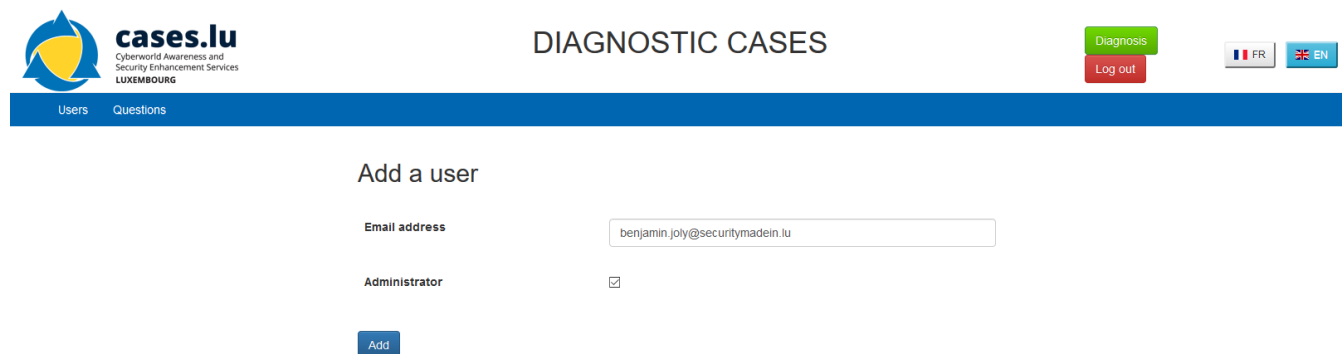 cases.lu
Cyberworld Awareness and
Security Enhancement Services
LUXEMBOURG
DIAGNOSTIC CASES
Diagnosis
Log out
FR
EN
Users
Questions
Add a user
Email address
benjamin.joly@securitymadein.lu
Administrator
Add